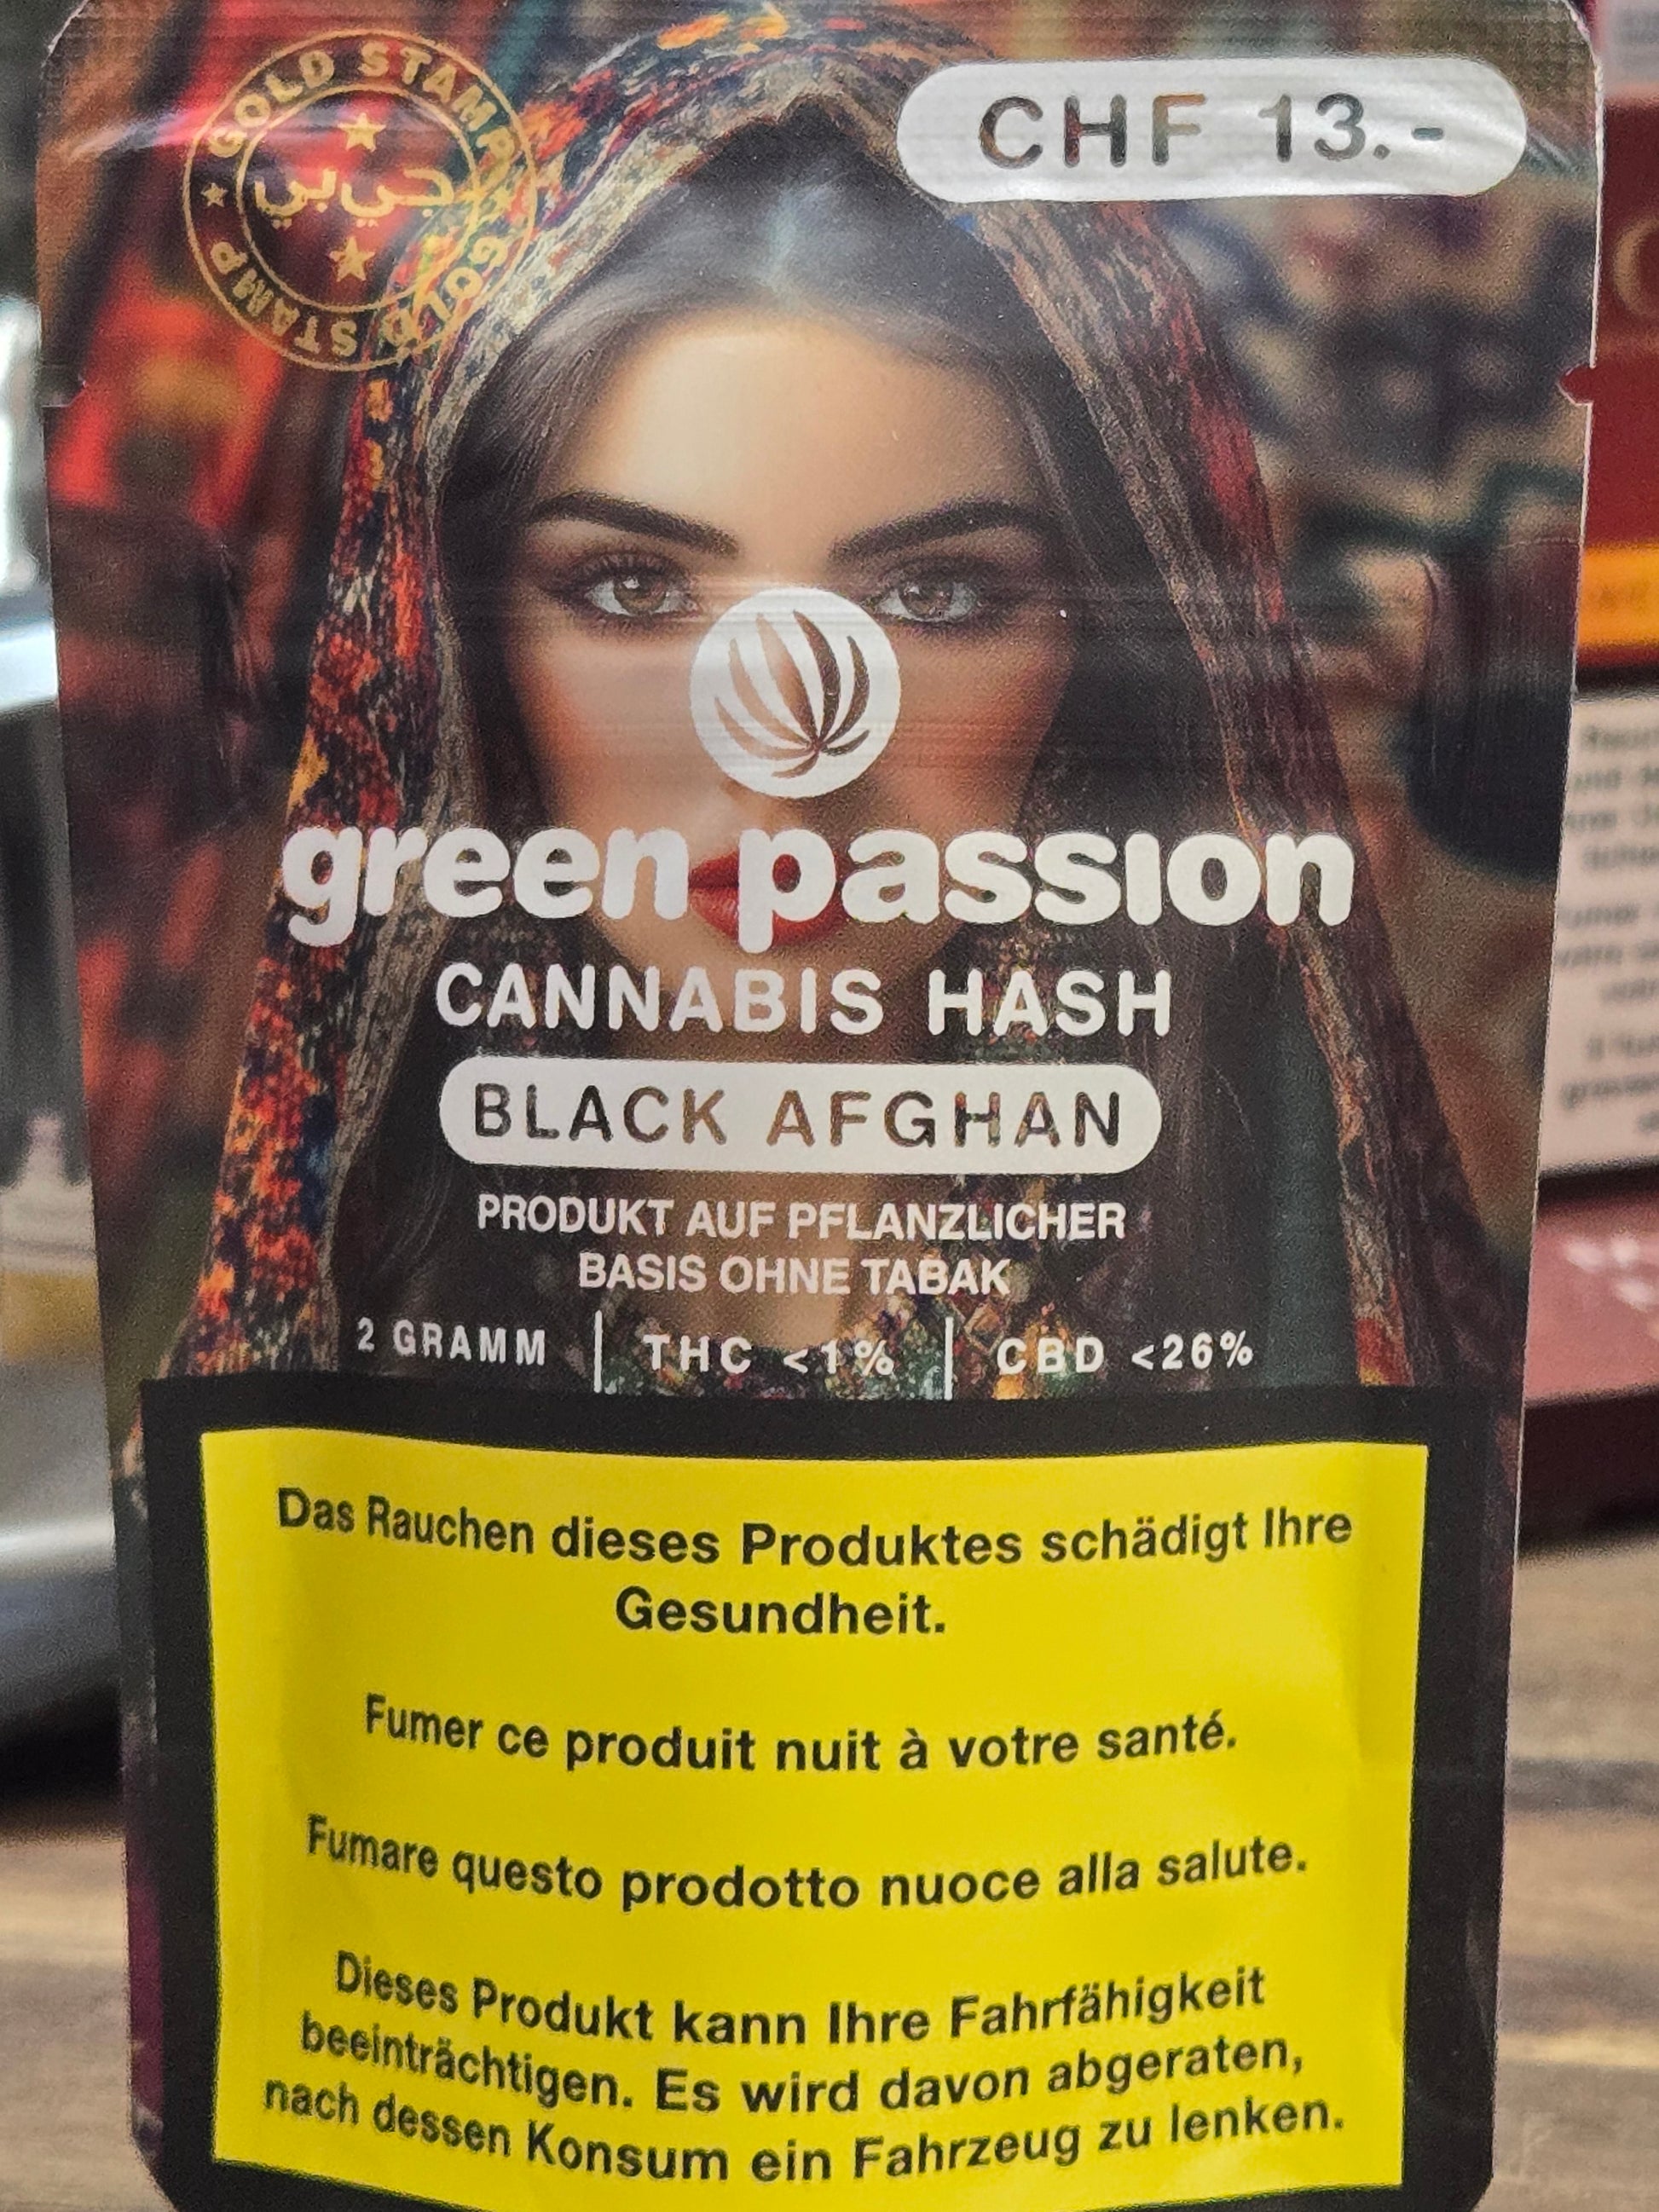 GOLD STAMP GOLD STAMP
جي بي
CHF 13.-
green passion
CANNABIS HASH
BLACK AFGHAN
PRODUKT AUF PFLANZLICHER
BASIS OHNE TABAK
2 GRAMM | THC <1% | CBD <26%
Das Rauchen dieses Produktes schädigt Ihre
Gesundheit.
Fumer ce produit nuit à votre santé.
Fumare questo prodotto nuoce alla salute.
Dieses Produkt kann Ihre Fahrfähigkeit
beeinträchtigen. Es wird davon abgeraten,
nach dessen Konsum ein Fahrzeug zu lenken.